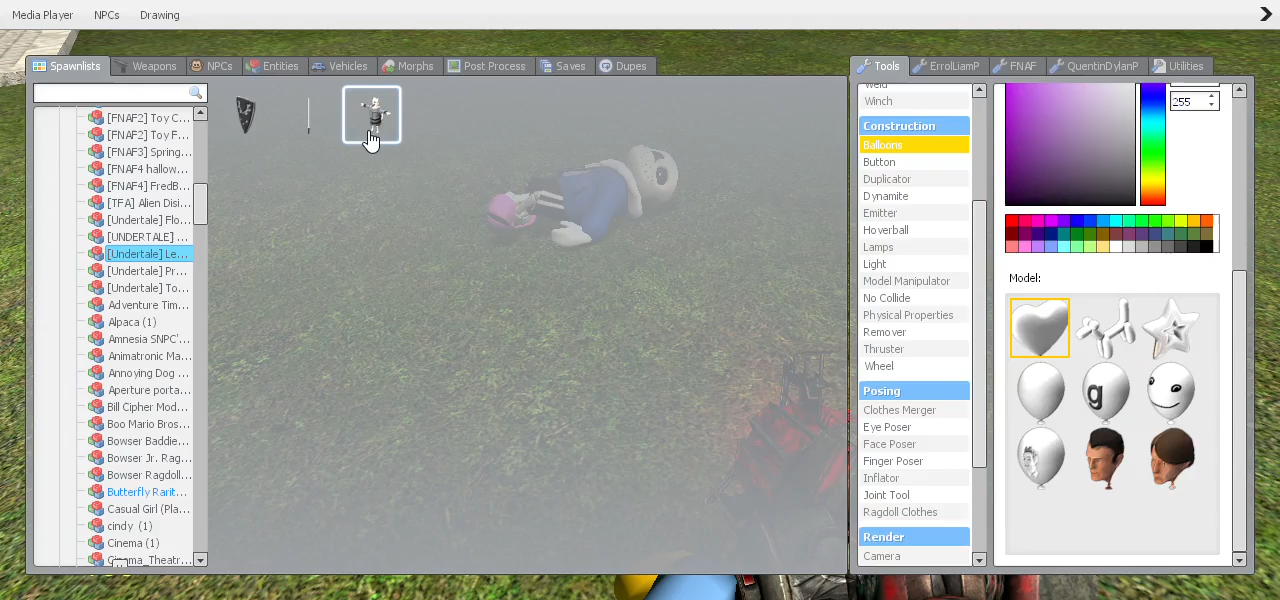 Media Player NPCs Drawing
Spawnlists Weapons NPCs Entities Vehicles Morphs Post Process Saves Dupes
Tools ErrolLiamP FNAF QuentinDylanP Utilities
[FNAF2] Toy C...
[FNAF2] Toy F...
[FNAF3] Spring...
[FNAF4 hallow...
[FNAF4] FredB...
[TFA] Alien Disi...
[Undertale] Flo...
[UNDERTALE] ...
[Undertale] Le...
[Undertale] Pr...
[Undertale] To...
Adventure Tim...
Alpaca (1)
Amnesia SNPC'...
Animatronic Ma...
Annoying Dog ...
Aperture porta...
Bill Cipher Mod...
Boo Mario Bros...
Bowser Baddie...
Bowser Jr. Rag...
Bowser Ragdoll...
Butterfly Rarit...
Casual Girl (Pla...
cindy (1)
Cinema (1)
Cinema_Theatr...
Weld
Winch
Construction
Balloons
Button
Duplicator
Dynamite
Emitter
Hoverball
Lamps
Light
Model Manipulator
No Collide
Physical Properties
Remover
Thruster
Wheel
Posing
Clothes Merger
Eye Poser
Face Poser
Finger Poser
Inflator
Joint Tool
Ragdoll Clothes
Render
Camera
255
Model:
g